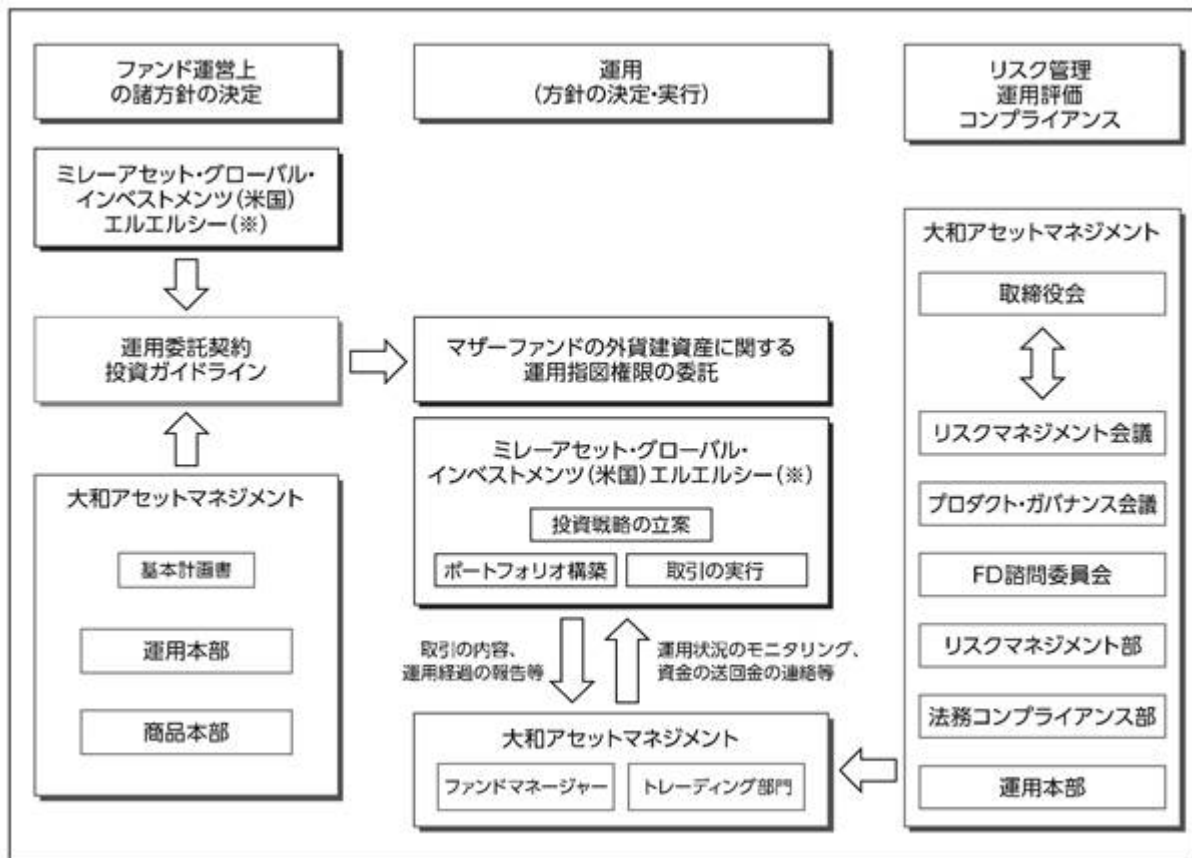 ファンド運営上
の諸方針の決定
運用
(方針の決定・実行)
リスク管理
運用評価
コンプライアンス
ミレーアセット・グローバル・
インベストメンツ(米国)
エルエルシー(※)
運用委託契約
投資ガイドライン
大和アセットマネジメント
基本計画書
運用本部
商品本部
マザーファンドの外貨建資産に関する
運用指図権限の委託
ミレーアセット・グローバル・
インベストメンツ(米国)エルエルシー(※)
投資戦略の立案
ポートフォリオ構築
取引の実行
取引の内容、
運用経過の報告等
運用状況のモニタリング、
資金の送回金の連絡等
大和アセットマネジメント
ファンドマネージャー
トレーディング部門
大和アセットマネジメント
取締役会
リスクマネジメント会議
プロダクト・ガバナンス会議
FD諮問委員会
リスクマネジメント部
法務コンプライアンス部
運用本部